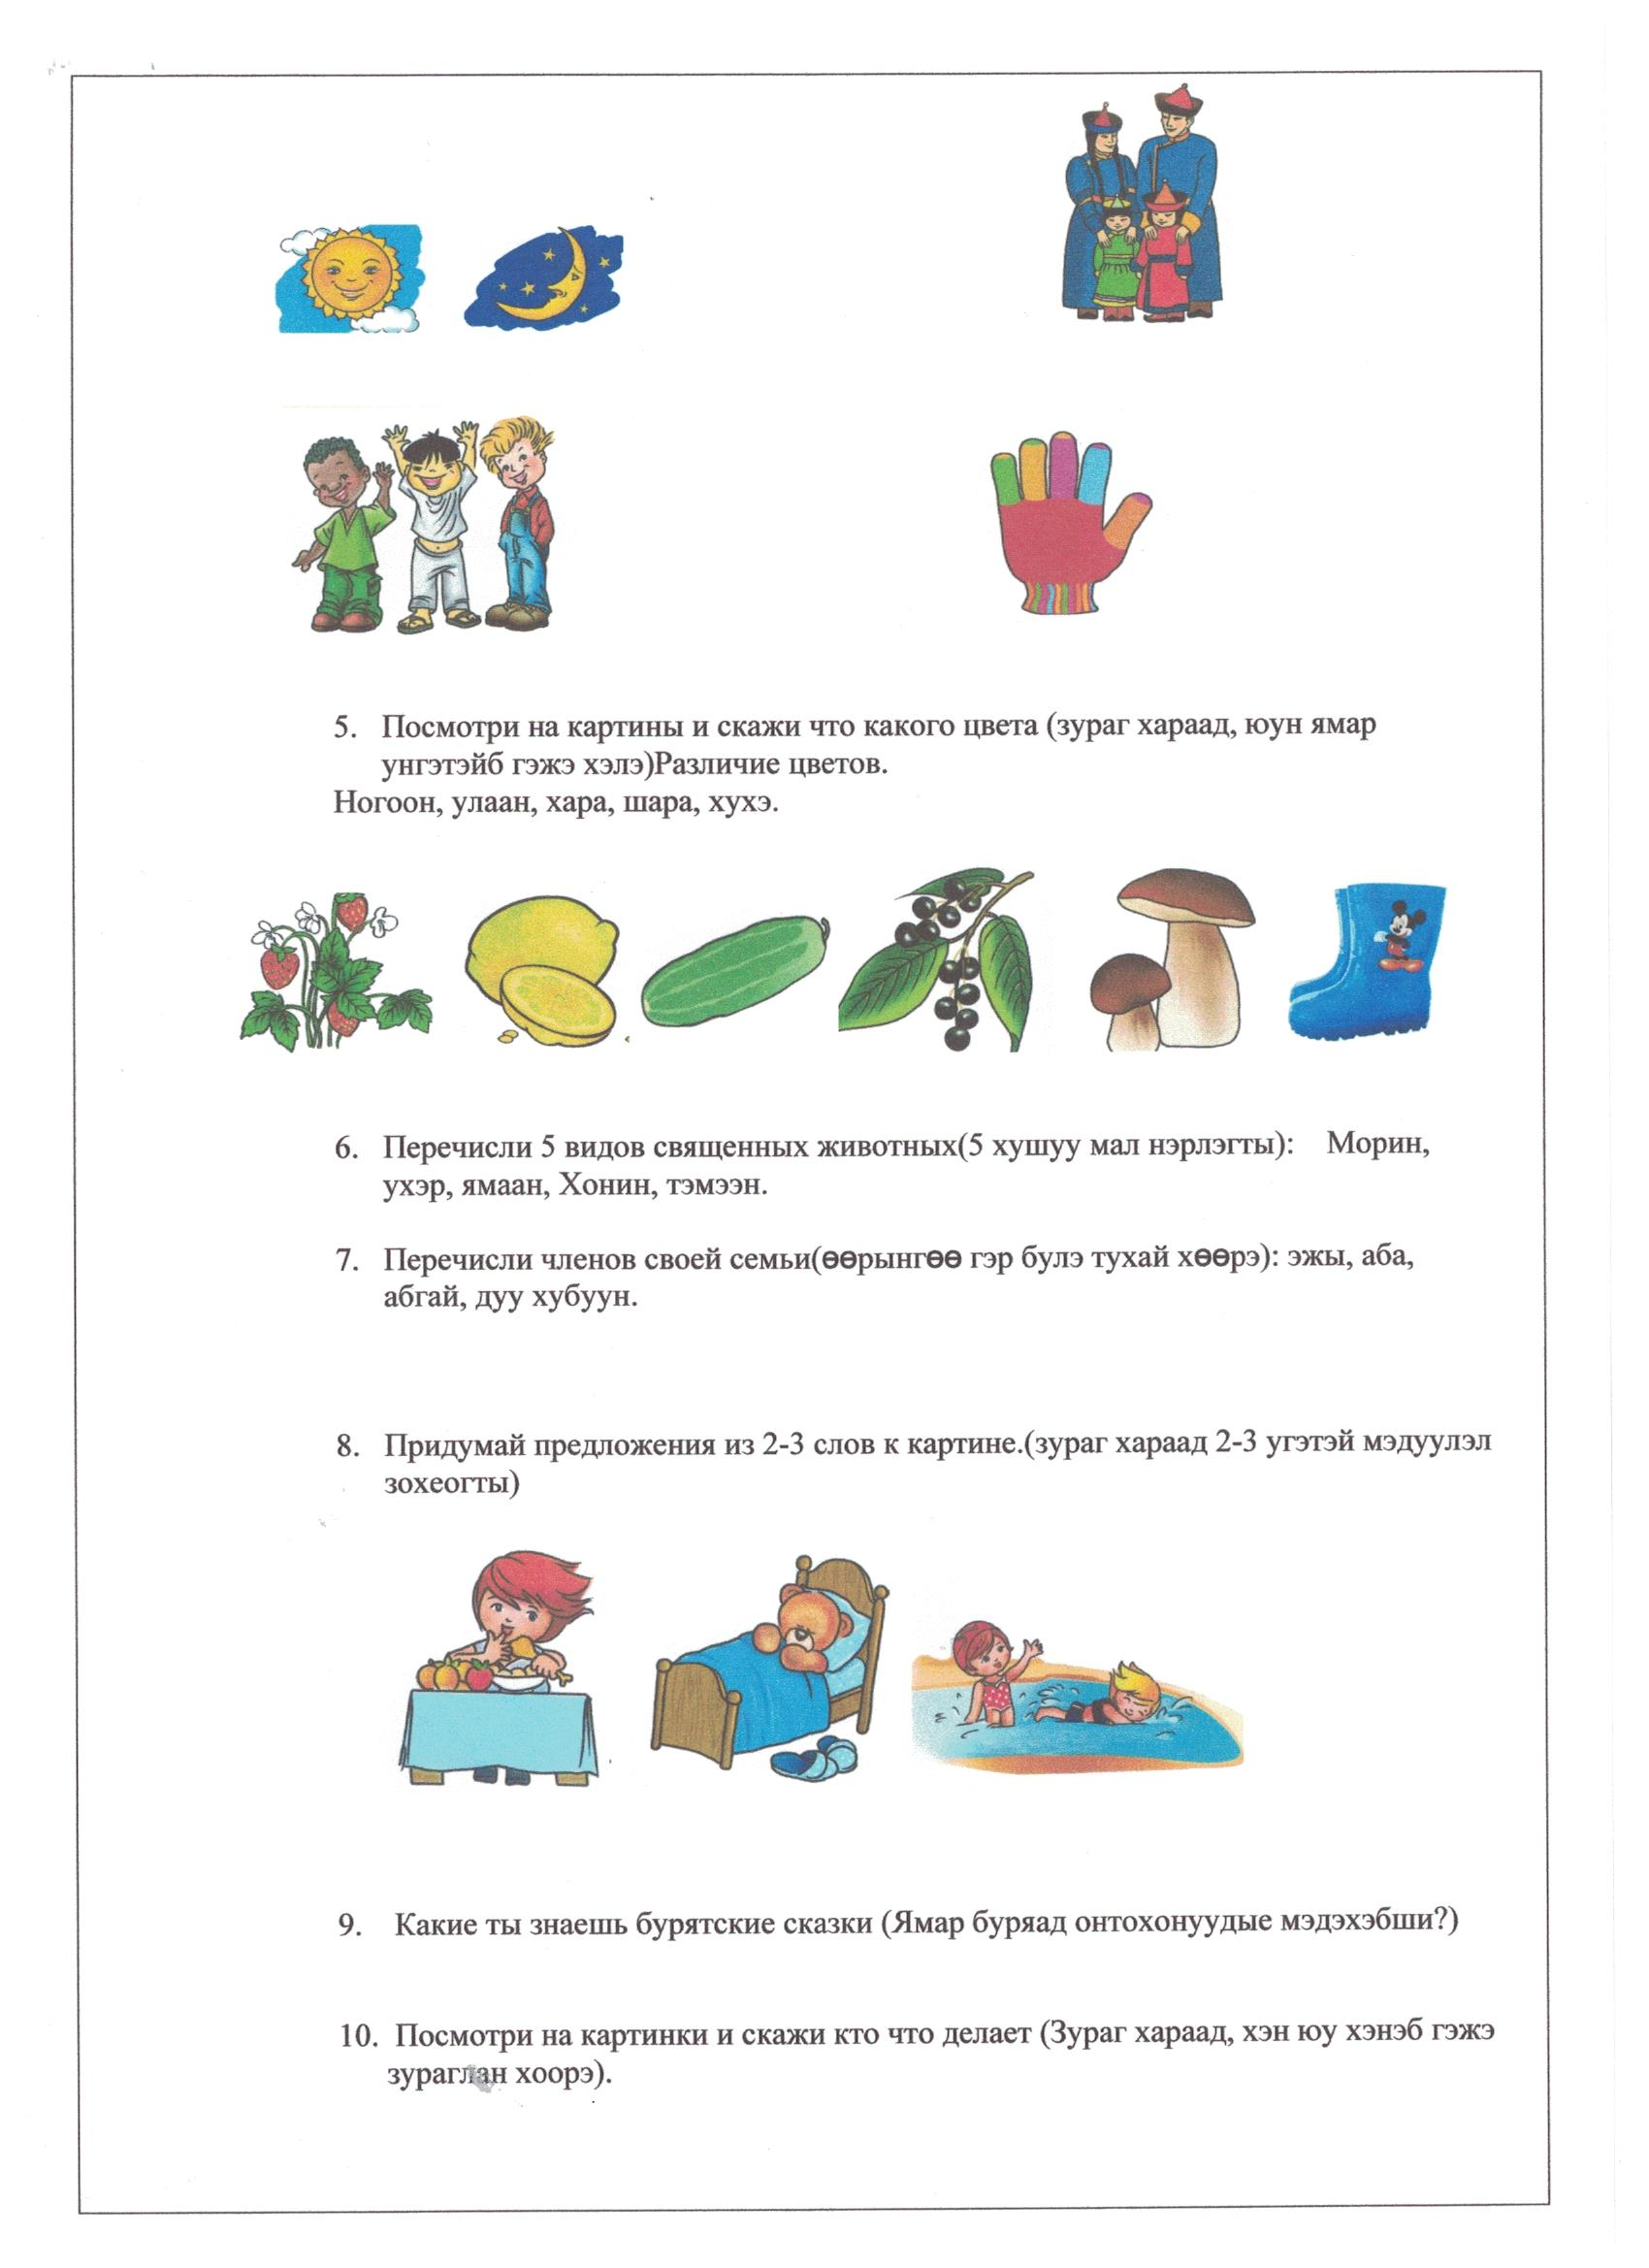 5. Посмотри на картины и скажи что какого цвета (зураг хараад, юун ямар
унгэтэйб гэжэ хэлэ)Различие цветов.
Ногоон, улаан, хара, шара, хухэ.
6. Перечисли 5 видов священных животных(5 хушуу мал нэрлэгты): Морин,
ухэр, ямаан, Хонин, тэмээн.
7. Перечисли членов своей семьи(өөрынгөө гэр булэ тухай хөөрэ): эжы, аба,
абгай, дуу хубуун.
8. Придумай предложения из 2-3 слов к картине.(зураг хараад 2-3 угэтэй мэдуулэл
зохеогты)
9. Какие ты знаешь бурятские сказки (Ямар буряад онтохонуудые мэдэхэбши?)
10. Посмотри на картинки и скажи кто что делает (Зураг хараад, хэн юу хэнэб гэжэ
зураглан хоорэ).